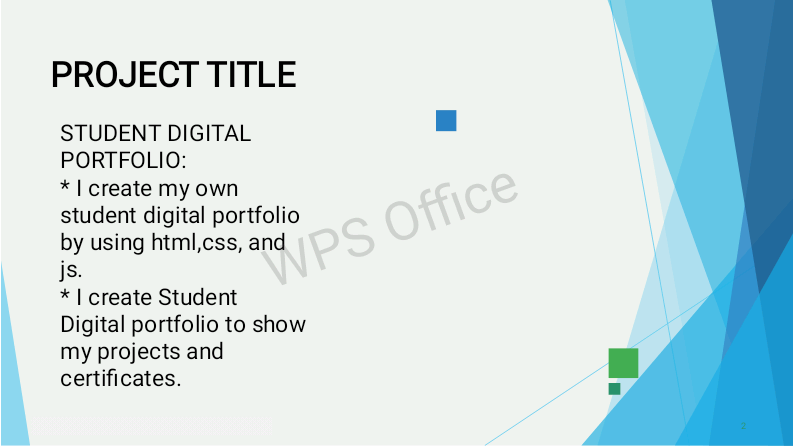 PROJECT TITLE
STUDENT DIGITAL
PORTFOLIO:
* I create my own
student digital portfolio
by using html,css, and
js.
* I create Student
Digital portfolio to show
my projects and
certificates.
WPS Office
2